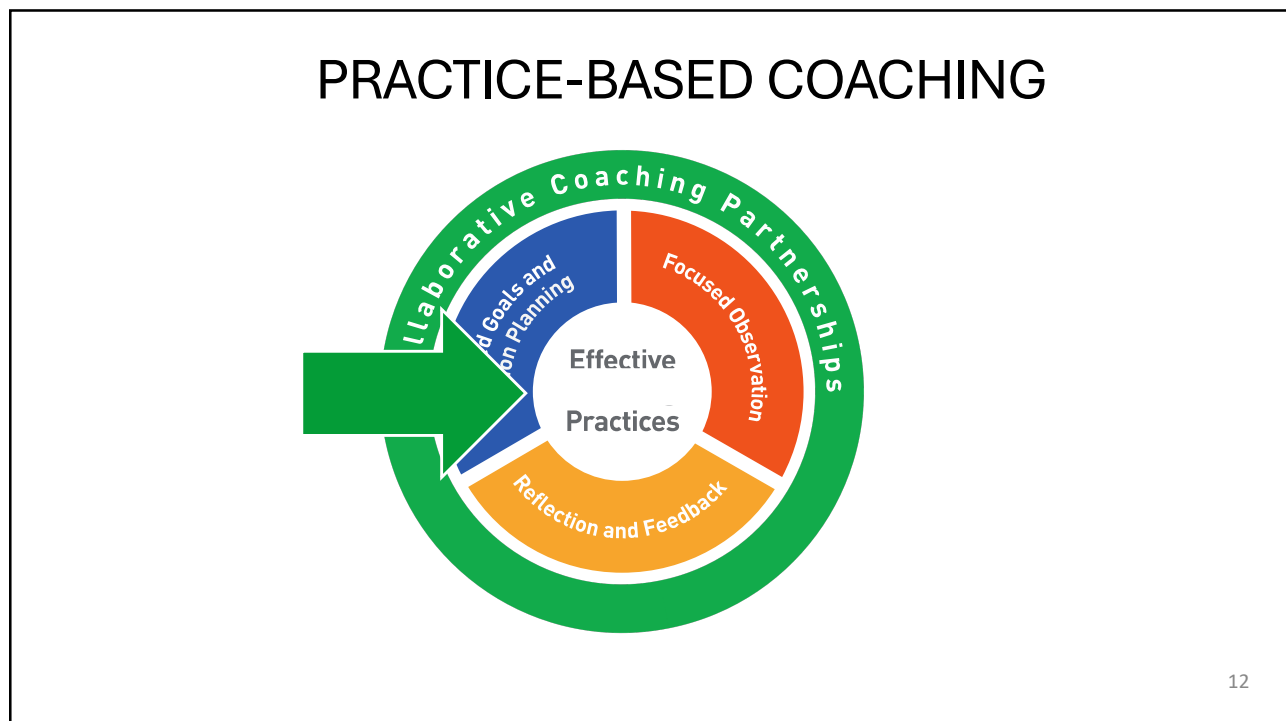 PRACTICE-BASED COACHING
llaborative Coaching Partnerships
d Goals and
on Planning
Focused Observation
Effective
Practices
Reflection and Feedback
12